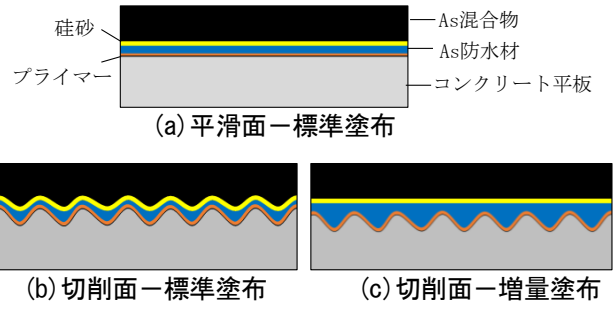 硅砂
プライマー
As混合物
As防水材
コンクリート平板
(a)平滑面－標準塗布
(b)切削面－標準塗布
(c)切削面－増量塗布